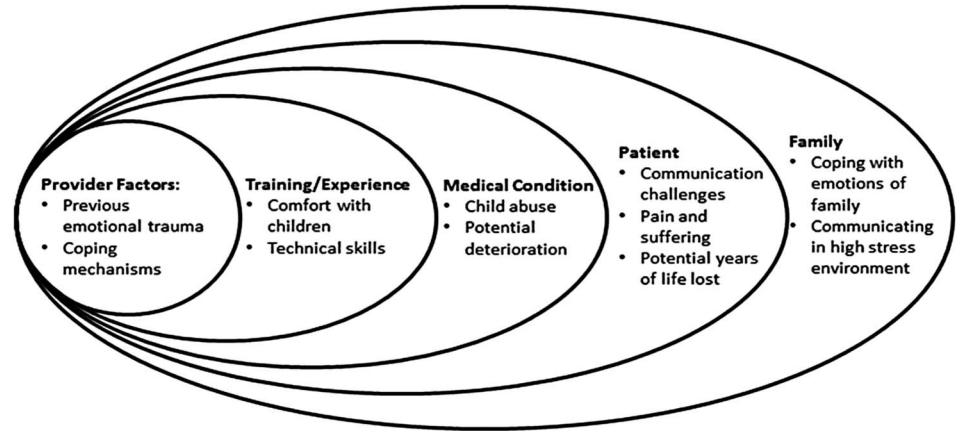 Provider Factors:
• Previous
emotional trauma
• Coping
mechanisms
Training/Experience
• Comfort with
children
• Technical skills
Medical Condition
• Child abuse
• Potential
deterioration
Patient
• Communication
challenges
• Pain and
suffering
• Potential years
of life lost
Family
• Coping with
emotions of
family
• Communicating
in high stress
environment